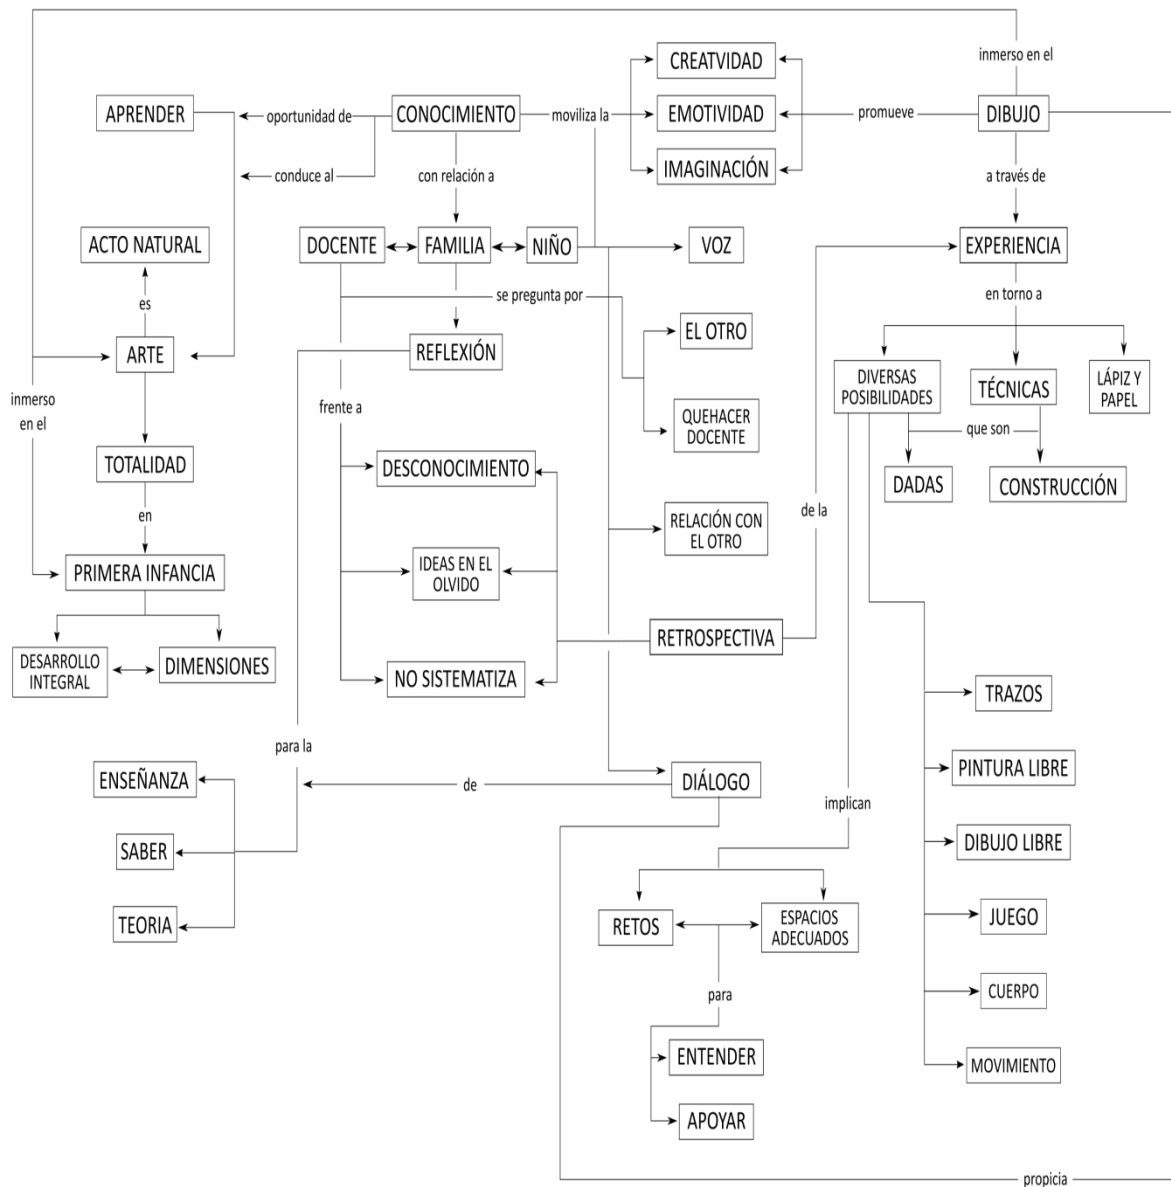 inmerso en el
CREATVIDAD
APRENDER
oportunidad de
CONOCIMIENTO
moviliza la
EMOTIVIDAD
promueve
DIBUJO
IMAGINACIÓN
conduce al
con relación a
a través de
ACTO NATURAL
DOCENTE
FAMILIA
NIÑO
VOZ
EXPERIENCIA
es
se pregunta por
en torno a
EL OTRO
ARTE
REFLEXIÓN
DIVERSAS
POSIBILIDADES
TÉCNICAS
LÁPIZ Y
PAPEL
inmerso
en el
frente a
QUEHACER
DOCENTE
que son
TOTALIDAD
DESCONOCIMIENTO
DADAS
CONSTRUCCIÓN
en
de la
RELACIÓN CON
EL OTRO
PRIMERA INFANCIA
IDEAS EN EL
OLVIDO
RETROSPECTIVA
DESARROLLO
INTEGRAL
DIMENSIONES
NO SISTEMATIZA
TRAZOS
para la
ENSEÑANZA
de
DIÁLOGO
PINTURA LIBRE
implican
SABER
DIBUJO LIBRE
TEORIA
RETOS
ESPACIOS
ADECUADOS
JUEGO
para
CUERPO
ENTENDER
MOVIMIENTO
APOYAR
propicia